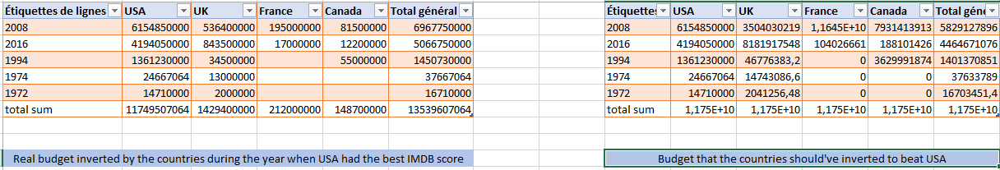 Étiquettes de lignes USA UK France Canada Total général
2008 6154850000 536400000 195000000 81500000 6967750000
2016 4194050000 843500000 17000000 12200000 5066750000
1994 1361230000 34500000 55000000 1450730000
1974 24667064 13000000 37667064
1972 14710000 2000000 16710000
total sum 11749507064 1429400000 212000000 148700000 13539607064
Real budget inverted by the countries during the year when USA had the best IMDB score
Étiquettes USA UK France Canada Total géné
2008 6154850000 3504030219 1,1645E+10 7931413913 5829127896
2016 4194050000 8181917548 104026661 188101426 4464671076
1994 1361230000 46776383,2 0 3629991874 1401370851
1974 24667064 14743086,6 0 0 37633789
1972 14710000 2041256,48 0 0 16703451,4
total sum 1,175E+10 1,175E+10 1,175E+10 1,175E+10 1,175E+10
Budget that the countries should've inverted to beat USA